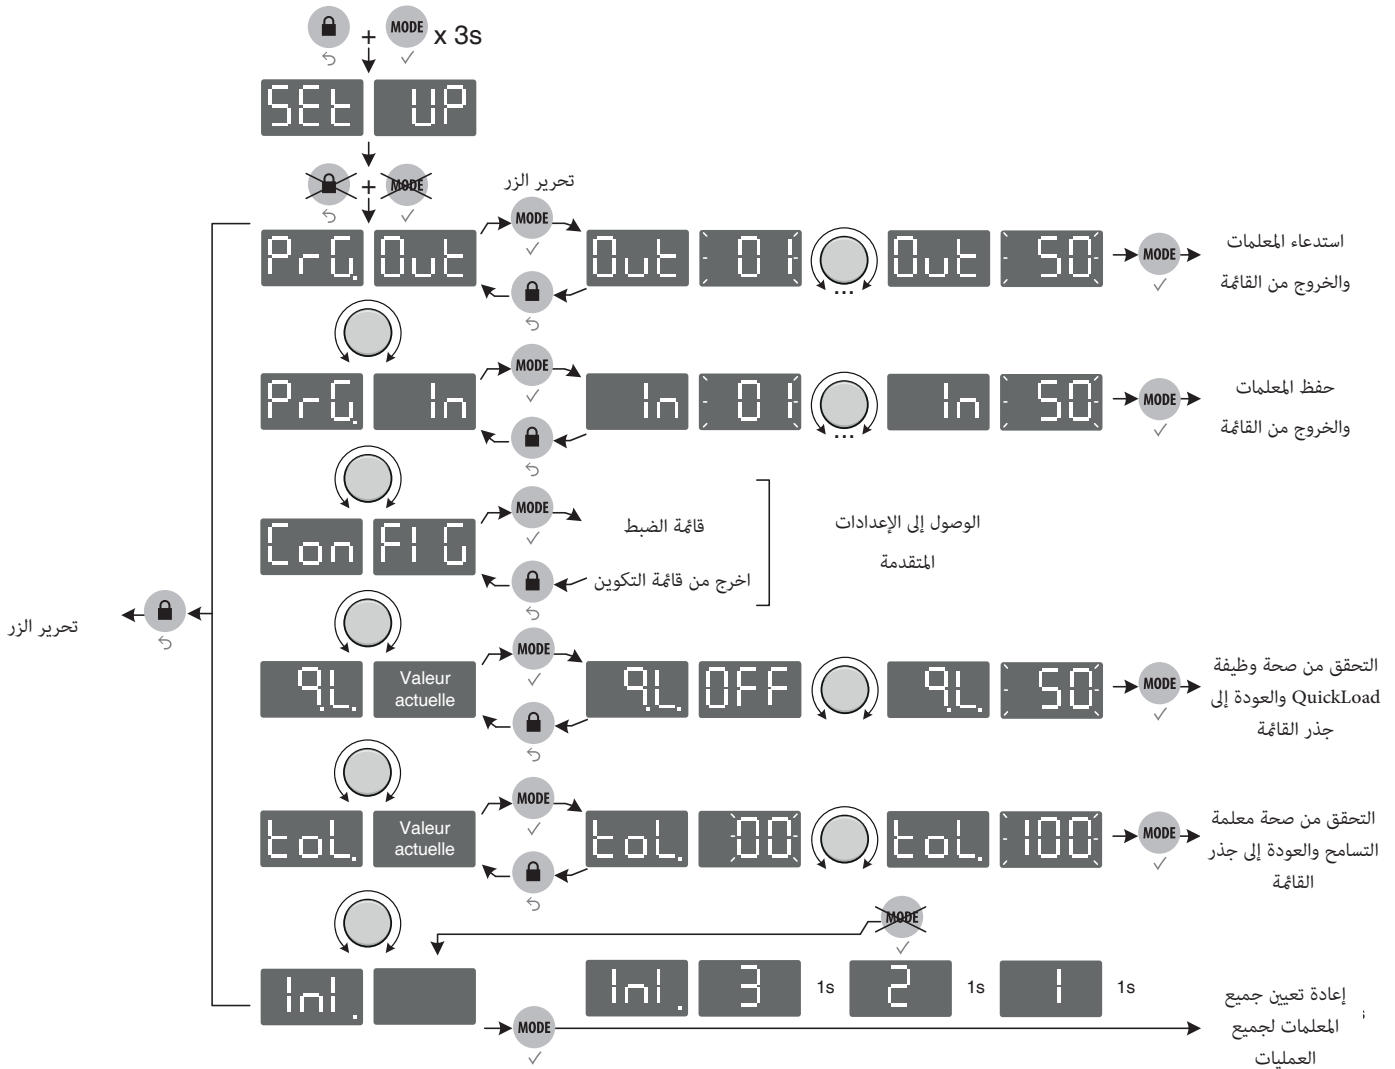 MODE x 3s
+
SEt UP
MODE
+
تحرير الزر
MODE
PrG. Out
Out 01
...
Out 50
MODE
استدعاء المعلمات
والخروج من القائمة
MODE
PrG. In
In 01
...
In 50
MODE
حفظ المعلمات
والخروج من القائمة
MODE
Con FIG
قائمة الضبط
اخرج من قائمة التكوين
الوصول إلى الإعدادات
المتقدمة
تحرير الزر
MODE
q.L.
Valeur
actuelle
q.L. OFF
q.L. 50
MODE
التحقق من صحة وظيفة
QuickLoad والعودة إلى
جذر القائمة
MODE
toL.
Valeur
actuelle
toL. 00
toL. 100
MODE
التحقق من صحة معلمة
التسامح والعودة إلى جذر
القائمة
MODE
InI.
InI. 3 1s 2 1s 1 1s
MODE
إعادة تعيين جميع
المعلمات لجميع
العمليات